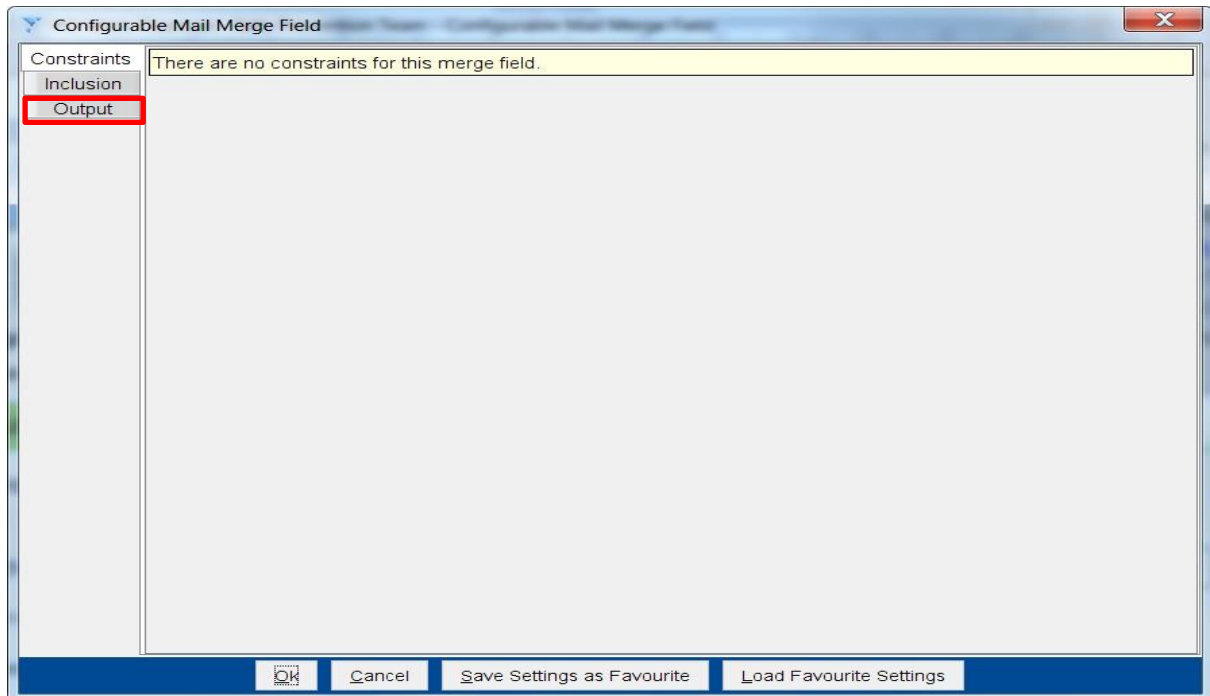 Configurable Mail Merge Field
Constraints
There are no constraints for this merge field.
Inclusion
Output
Ok Cancel Save Settings as Favourite Load Favourite Settings